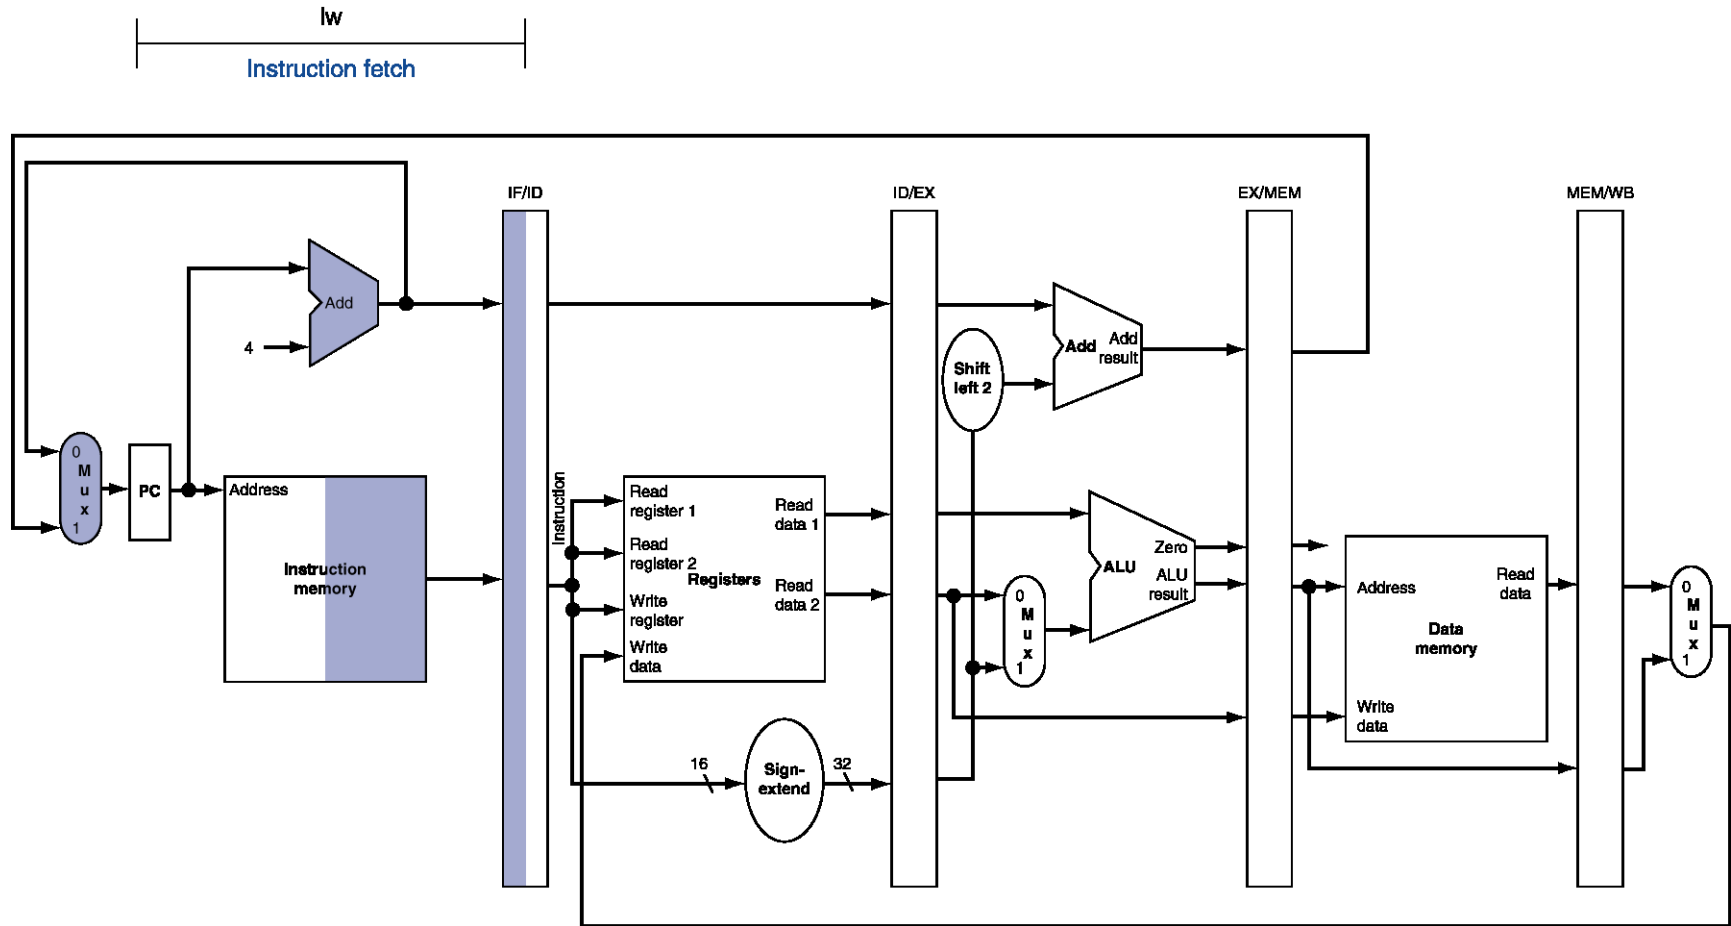 lw
Instruction fetch
IF/ID
ID/EX
EX/MEM
MEM/WB
Add
4
Shift
left 2
Add
Add
result
0
M
u
x
1
PC
Address
Instruction
memory
Instruction
Read
register 1
Read
register 2
Write
register
Write
data
Registers
Read
data 1
Read
data 2
16
Sign-
extend
32
0
M
u
x
1
ALU
Zero
ALU
result
Address
Write
data
Data
memory
Read
data
0
M
u
x
1